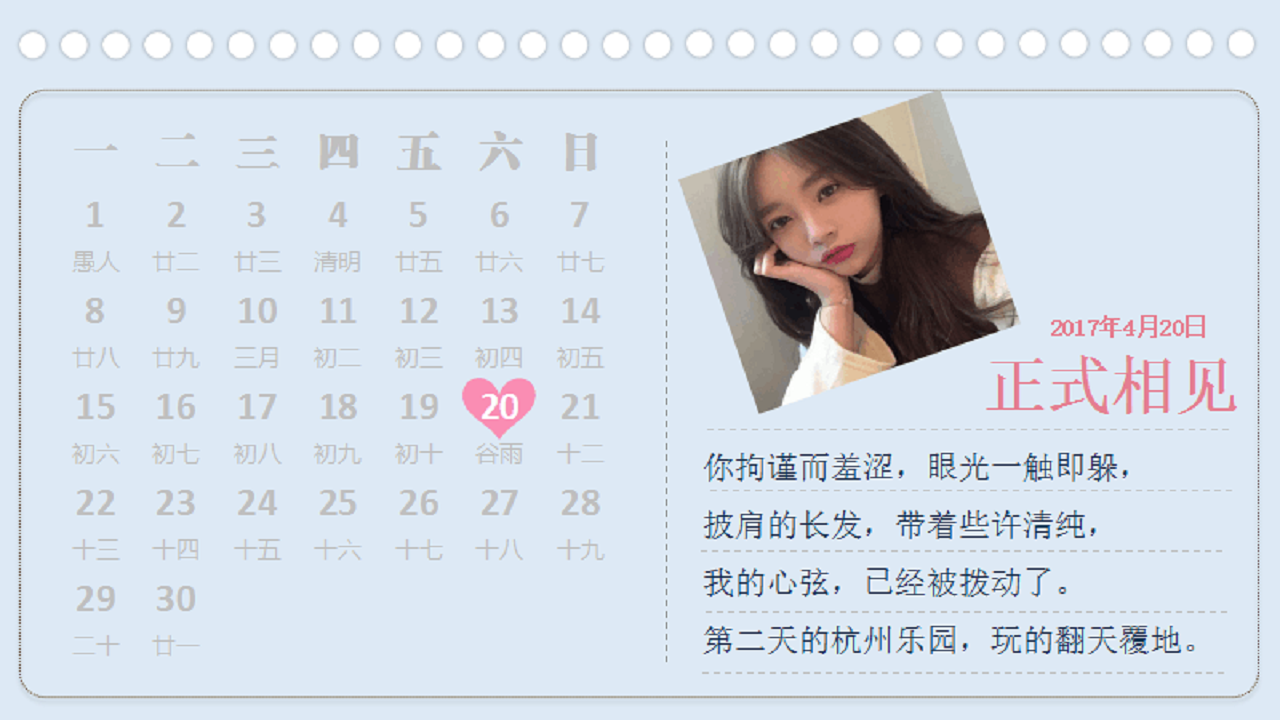 一 二 三 四 五 六 日
1 2 3 4 5 6 7
愚人 廿二 廿三 清明 廿五 廿六 廿七
8 9 10 11 12 13 14
廿八 廿九 三月 初二 初三 初四 初五
15 16 17 18 19 20 21
初六 初七 初八 初九 初十 谷雨 十二
22 23 24 25 26 27 28
十三 十四 十五 十六 十七 十八 十九
29 30
二十 廿一
2017年4月20日
正式相见
你拘谨而羞涩，眼光一触即躲，
披肩的长发，带着些许清纯，
我的心弦，已经被拨动了。
第二天的杭州乐园，玩的翻天覆地。